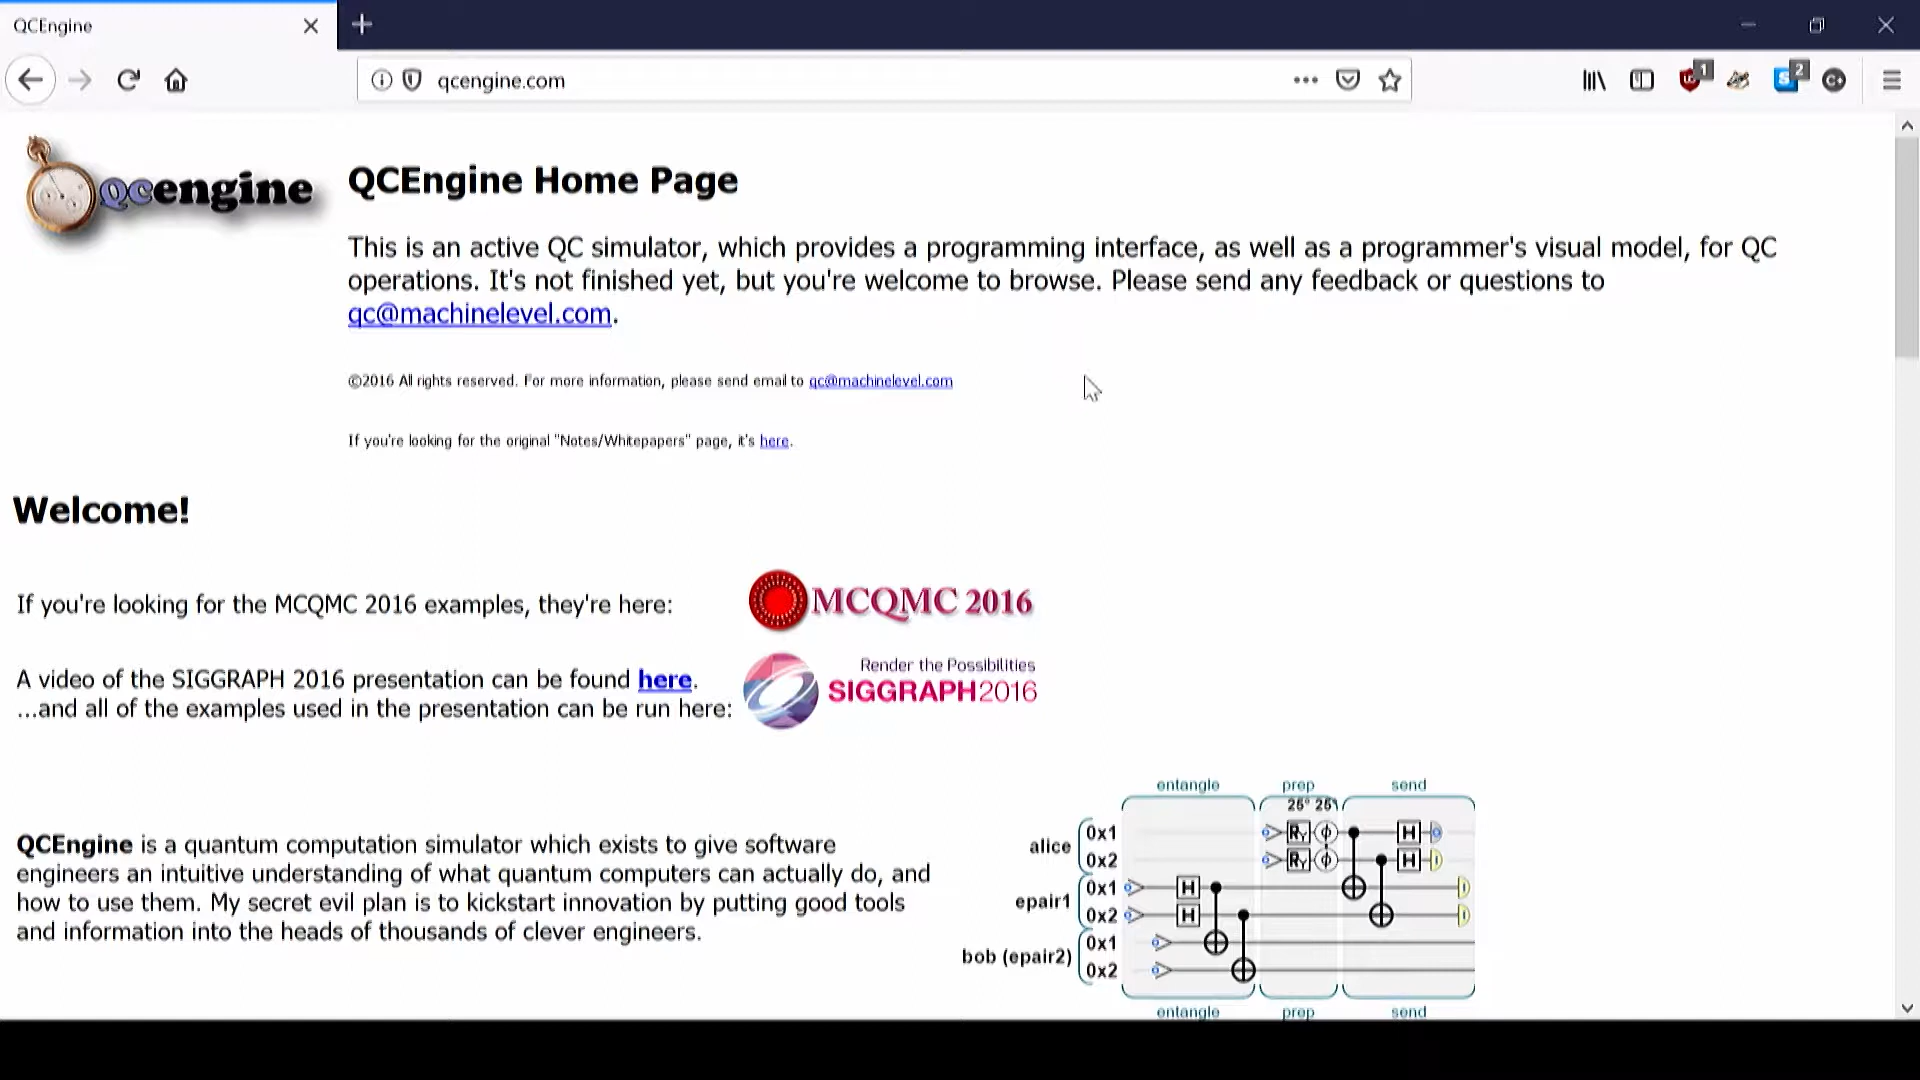 QCEngine
qcengine.com
1
2
Qcengine
QCEngine Home Page
This is an active QC simulator, which provides a programming interface, as well as a programmer's visual model, for QC
operations. It's not finished yet, but you're welcome to browse. Please send any feedback or questions to
qc@machinelevel.com.
©2016 All rights reserved. For more information, please send email to qc@machinelevel.com
If you're looking for the original "Notes/Whitepapers" page, it's here.
Welcome!
If you're looking for the MCQMC 2016 examples, they're here:
MCQMC 2016
A video of the SIGGRAPH 2016 presentation can be found here.
...and all of the examples used in the presentation can be run here:
Render the Possibilities
SIGGRAPH2016
QCEngine is a quantum computation simulator which exists to give software
engineers an intuitive understanding of what quantum computers can actually do, and
how to use them. My secret evil plan is to kickstart innovation by putting good tools
and information into the heads of thousands of clever engineers.
entangle prep send
25° 25°
alice 0x1 RY ϕ H
0x2 RY ϕ H
epair1 0x1 H
0x2 H
bob (epair2) 0x1
0x2
entangle prep send